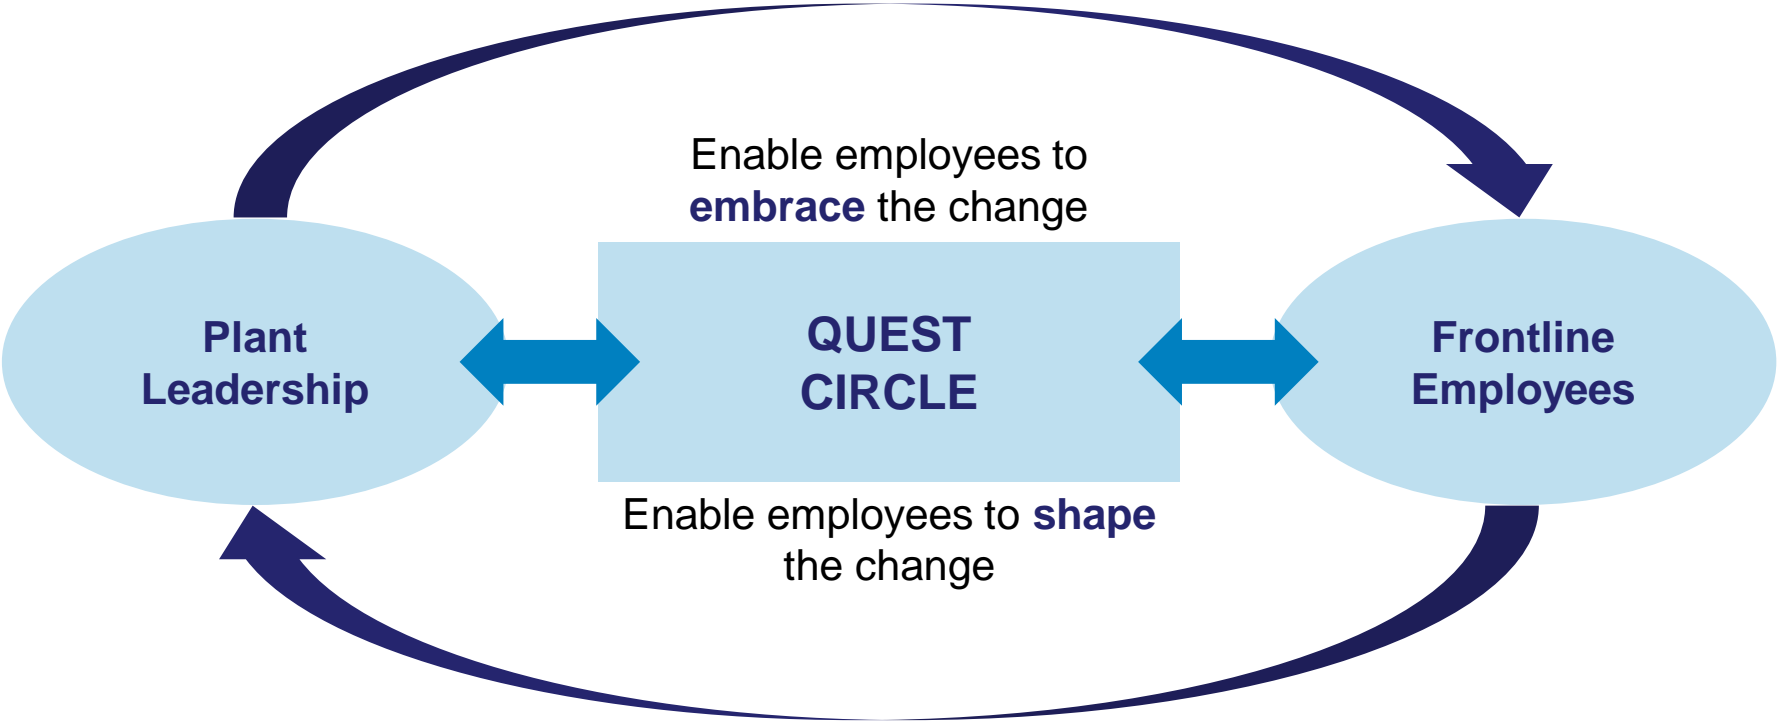 Enable employees to
embrace the change
Plant
Leadership
QUEST
CIRCLE
Frontline
Employees
Enable employees to shape
the change